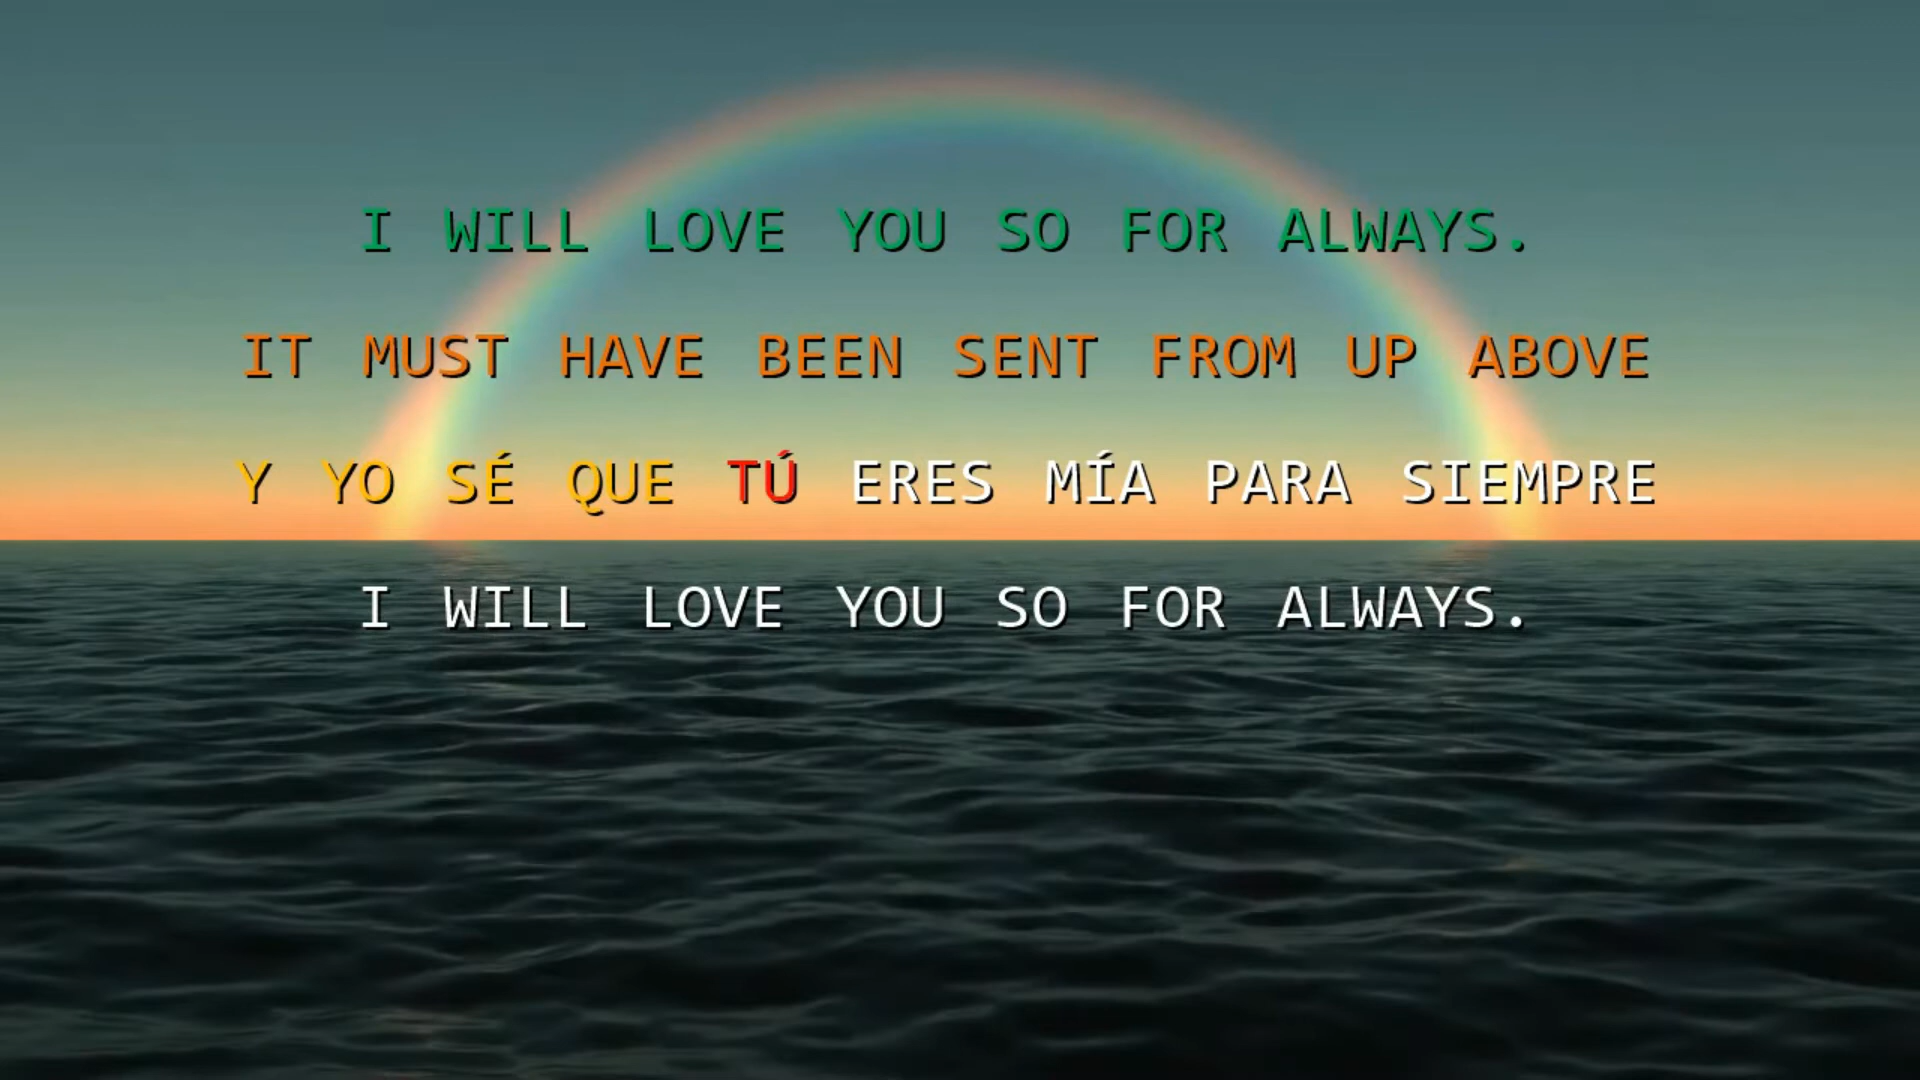 I WILL LOVE YOU SO FOR ALWAYS.
IT MUST HAVE BEEN SENT FROM UP ABOVE
Y YO SÉ QUE TÚ ERES MÍA PARA SIEMPRE
I WILL LOVE YOU SO FOR ALWAYS.